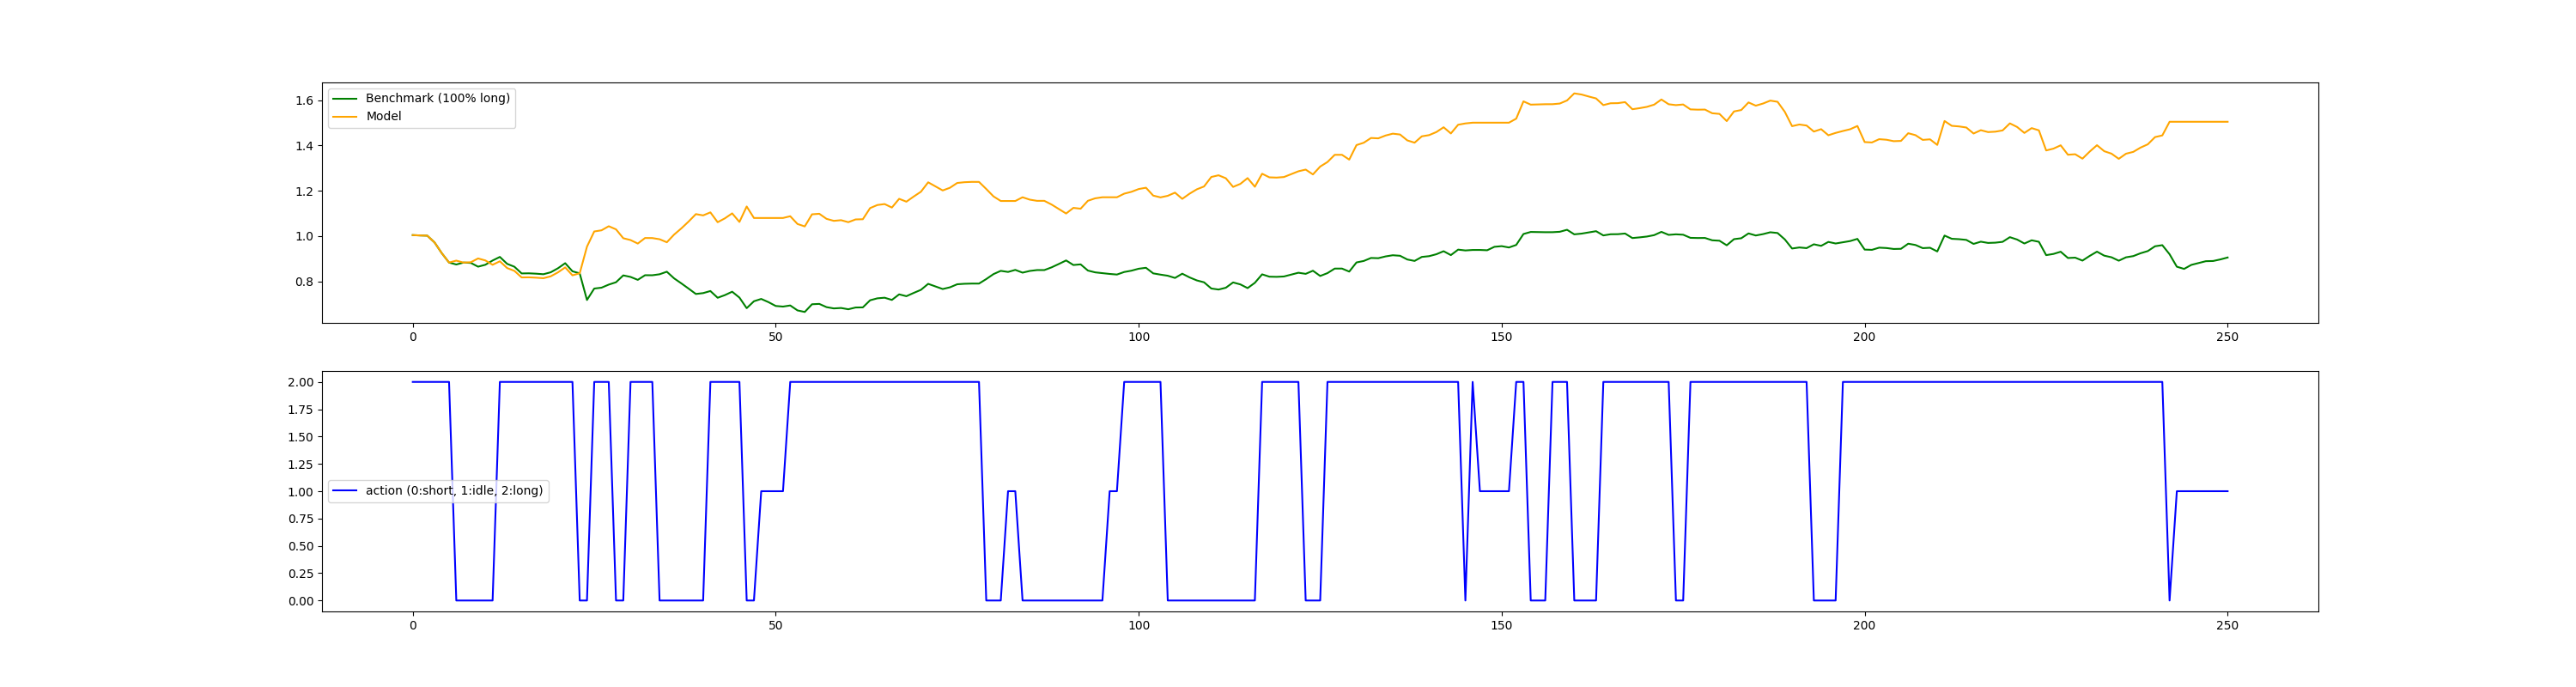 Benchmark (100% long)
Model
1.6
1.4
1.2
1.0
0.8
0 50 100 150 200 250
2.00
1.75
1.50
1.25
1.00
0.75
0.50
0.25
0.00
action (0:short, 1:idle, 2:long)
0 50 100 150 200 250